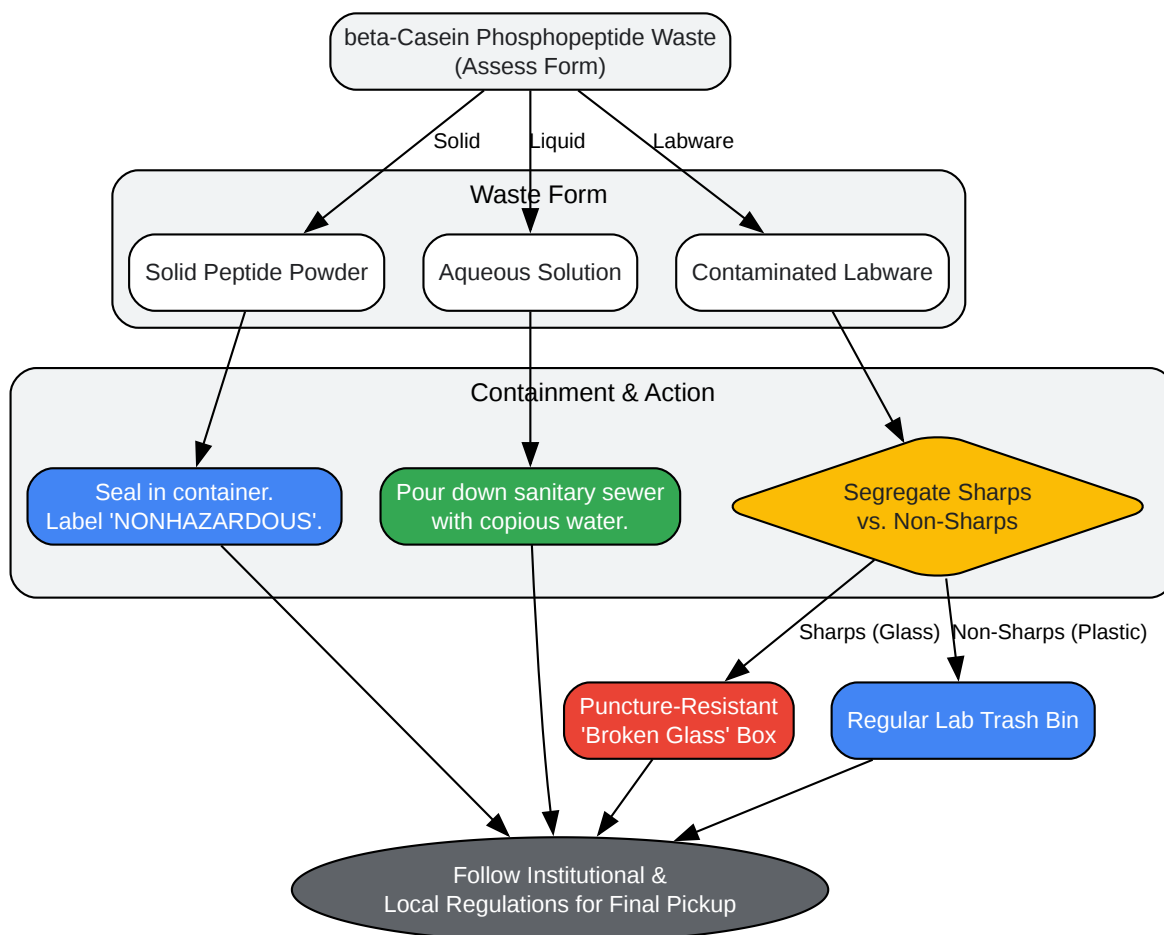 beta-Casein Phosphopeptide Waste
(Assess Form)
Solid
Liquid
Labware
Waste Form
Solid Peptide Powder
Aqueous Solution
Contaminated Labware
Containment & Action
Seal in container.
Label 'NONHAZARDOUS'.
Pour down sanitary sewer
with copious water.
Segregate Sharps
vs. Non-Sharps
Sharps (Glass)
Non-Sharps (Plastic)
Puncture-Resistant
'Broken Glass' Box
Regular Lab Trash Bin
Follow Institutional &
Local Regulations for Final Pickup